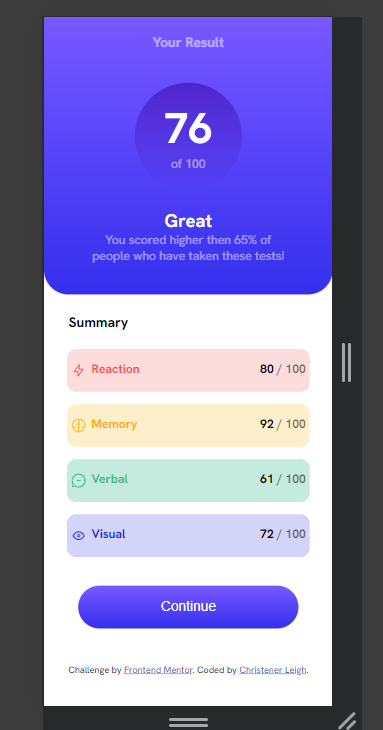 Your Result
76
of 100
Great
You scored higher then 65% of
people who have taken these tests!
Summary
Reaction 80 / 100
Memory 92 / 100
Verbal 61 / 100
Visual 72 / 100
Continue
Challenge by Frontend Mentor. Coded by Christener Leigh.